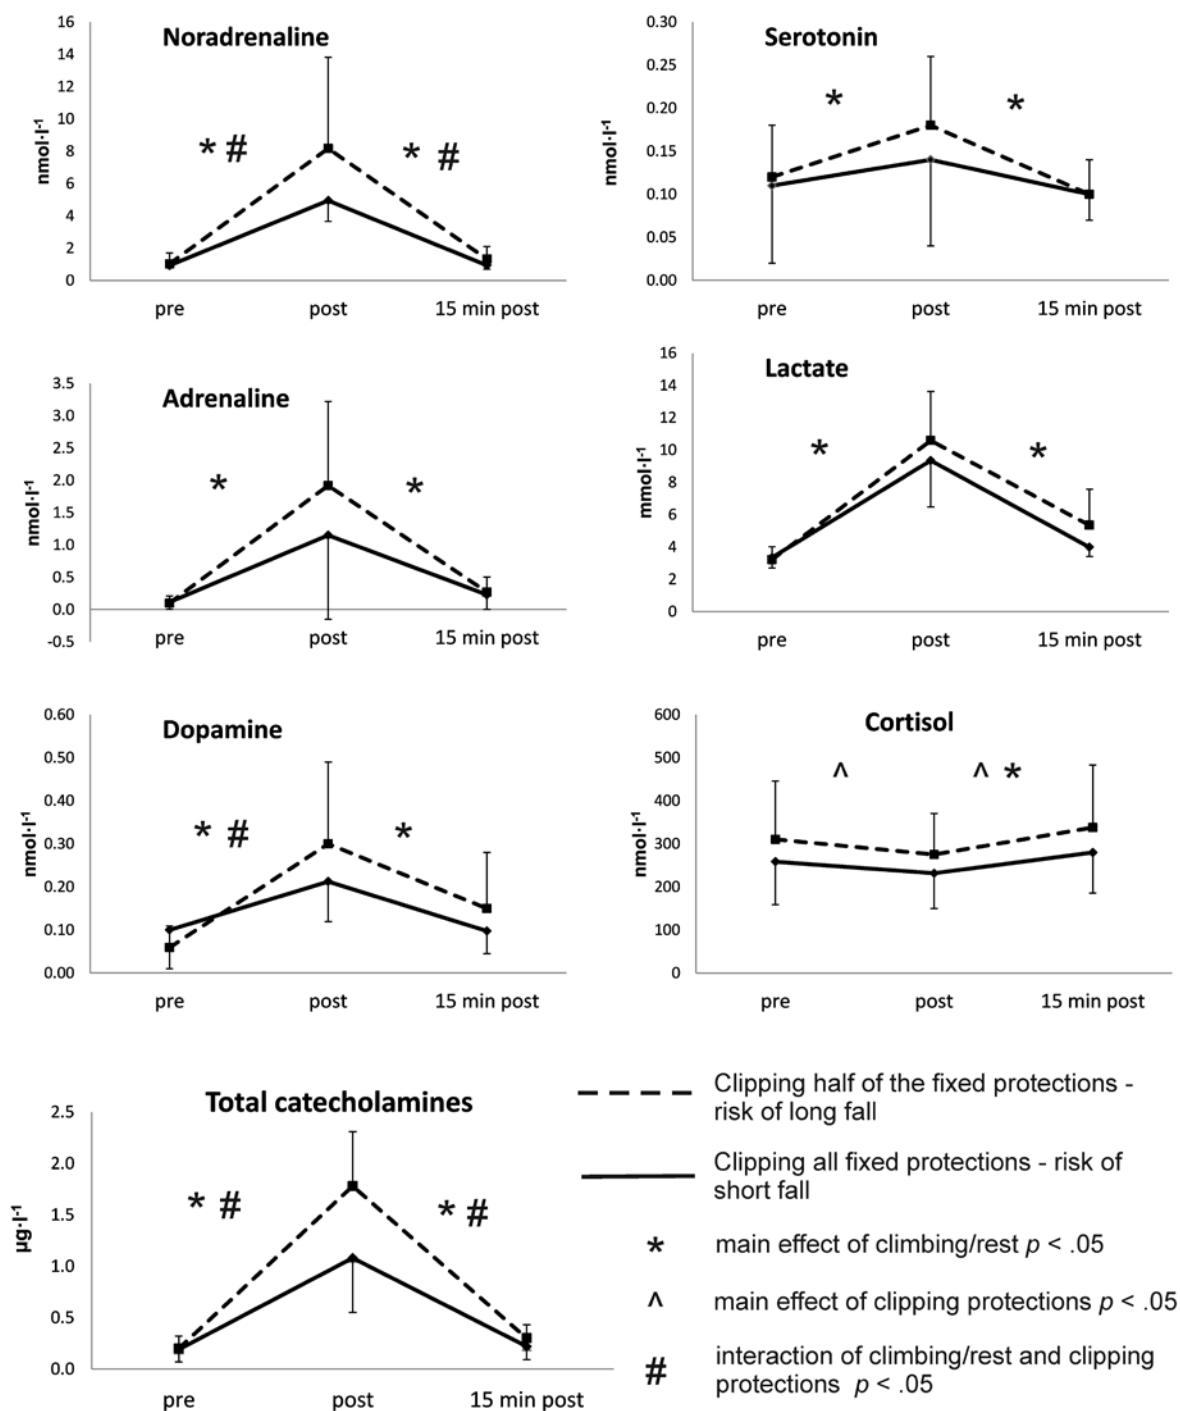 Noradrenaline
nmol·l-1
16
14
12
10
8
6
4
2
0
* #
* #
pre post 15 min post
Serotonin
nmol·l-1
0.30
0.25
0.20
0.15
0.10
0.05
0.00
*
*
pre post 15 min post
Adrenaline
nmol·l-1
3.5
3.0
2.5
2.0
1.5
1.0
0.5
0.0
-0.5
*
*
pre post 15 min post
Lactate
mmol·l-1
16
14
12
10
8
6
4
2
0
*
*
pre post 15 min post
Dopamine
nmol·l-1
0.60
0.50
0.40
0.30
0.20
0.10
0.00
* #
*
pre post 15 min post
Cortisol
nmol·l-1
600
500
400
300
200
100
0
^
^ *
pre post 15 min post
Total catecholamines
µg·l-1
2.5
2.0
1.5
1.0
0.5
0.0
* #
* #
pre post 15 min post
Clipping half of the fixed protections -
risk of long fall
Clipping all fixed protections - risk of
short fall
* main effect of climbing/rest p < .05
^ main effect of clipping protections p < .05
# interaction of climbing/rest and clipping
protections p < .05